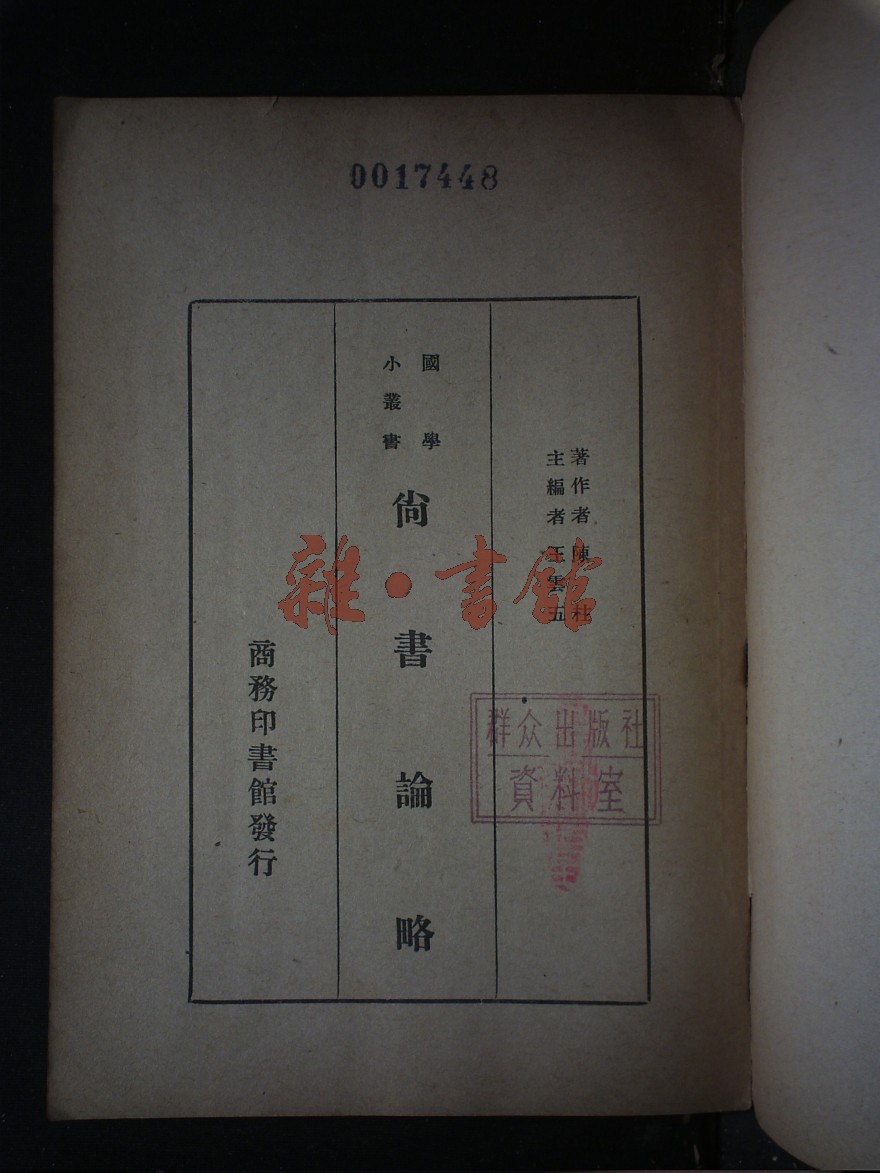 0017448
著作者 陳柱
主編者 王雲五
國學
小叢書
尙書論略
商務印書館發行
雜·書館
群众出版社
資料室